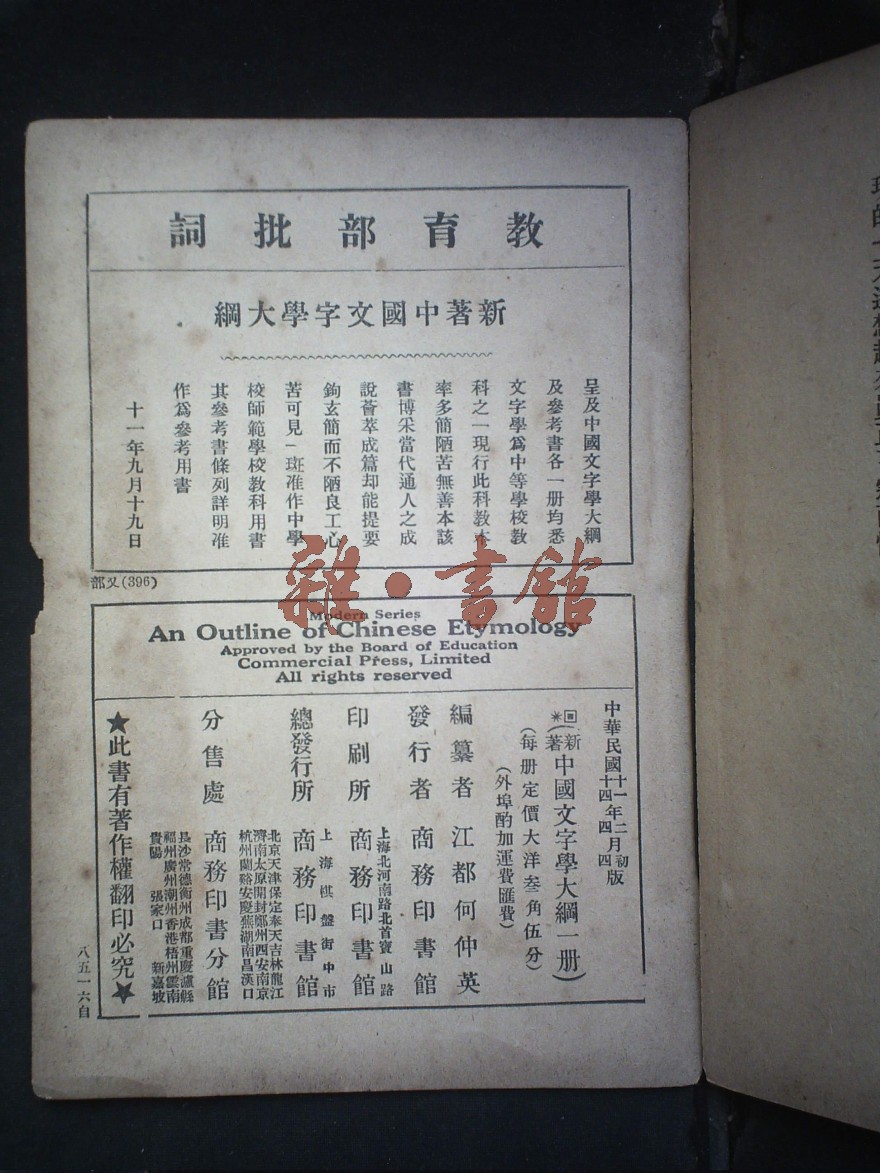 教育部批詞
新著中國文字學大綱
呈及中國文字學大綱
及參考書各一册均悉
文字學爲中等學校教
科之一現行此科教本
率多簡陋苦無善本該
書博采當代通人之成
說薈萃成篇却能提要
鉤玄簡而不陋良工心
苦可見一斑准作中學
校師範學校教科用書
其參考書條列詳明准
作爲參考用書
十一年九月十九日
部又(396)
雜·書館
Modern Series
An Outline of Chinese Etymology
Approved by the Board of Education
Commercial Press, Limited
All rights reserved
中華民國十一年二月初版
十四年四月四版
新著中國文字學大綱一册)
(每册定價大洋叁角伍分)
(外埠酌加運費匯費)
編纂者 江都何仲英
發行者 商務印書館
上海北河南路北首寶山路
印刷所 商務印書館
上海棋盤街中市
總發行所 商務印書館
北京天津保定奉天吉林龍江
濟南太原開封鄭州西安南京
杭州蘭谿安慶蕪湖南昌漢口
分售處 商務印書分館
長沙常德衡州成都重慶瀘縣
福州廣州潮州香港梧州雲南
貴陽 張家口 新嘉坡
★此書有著作權翻印必究★
八五一六自